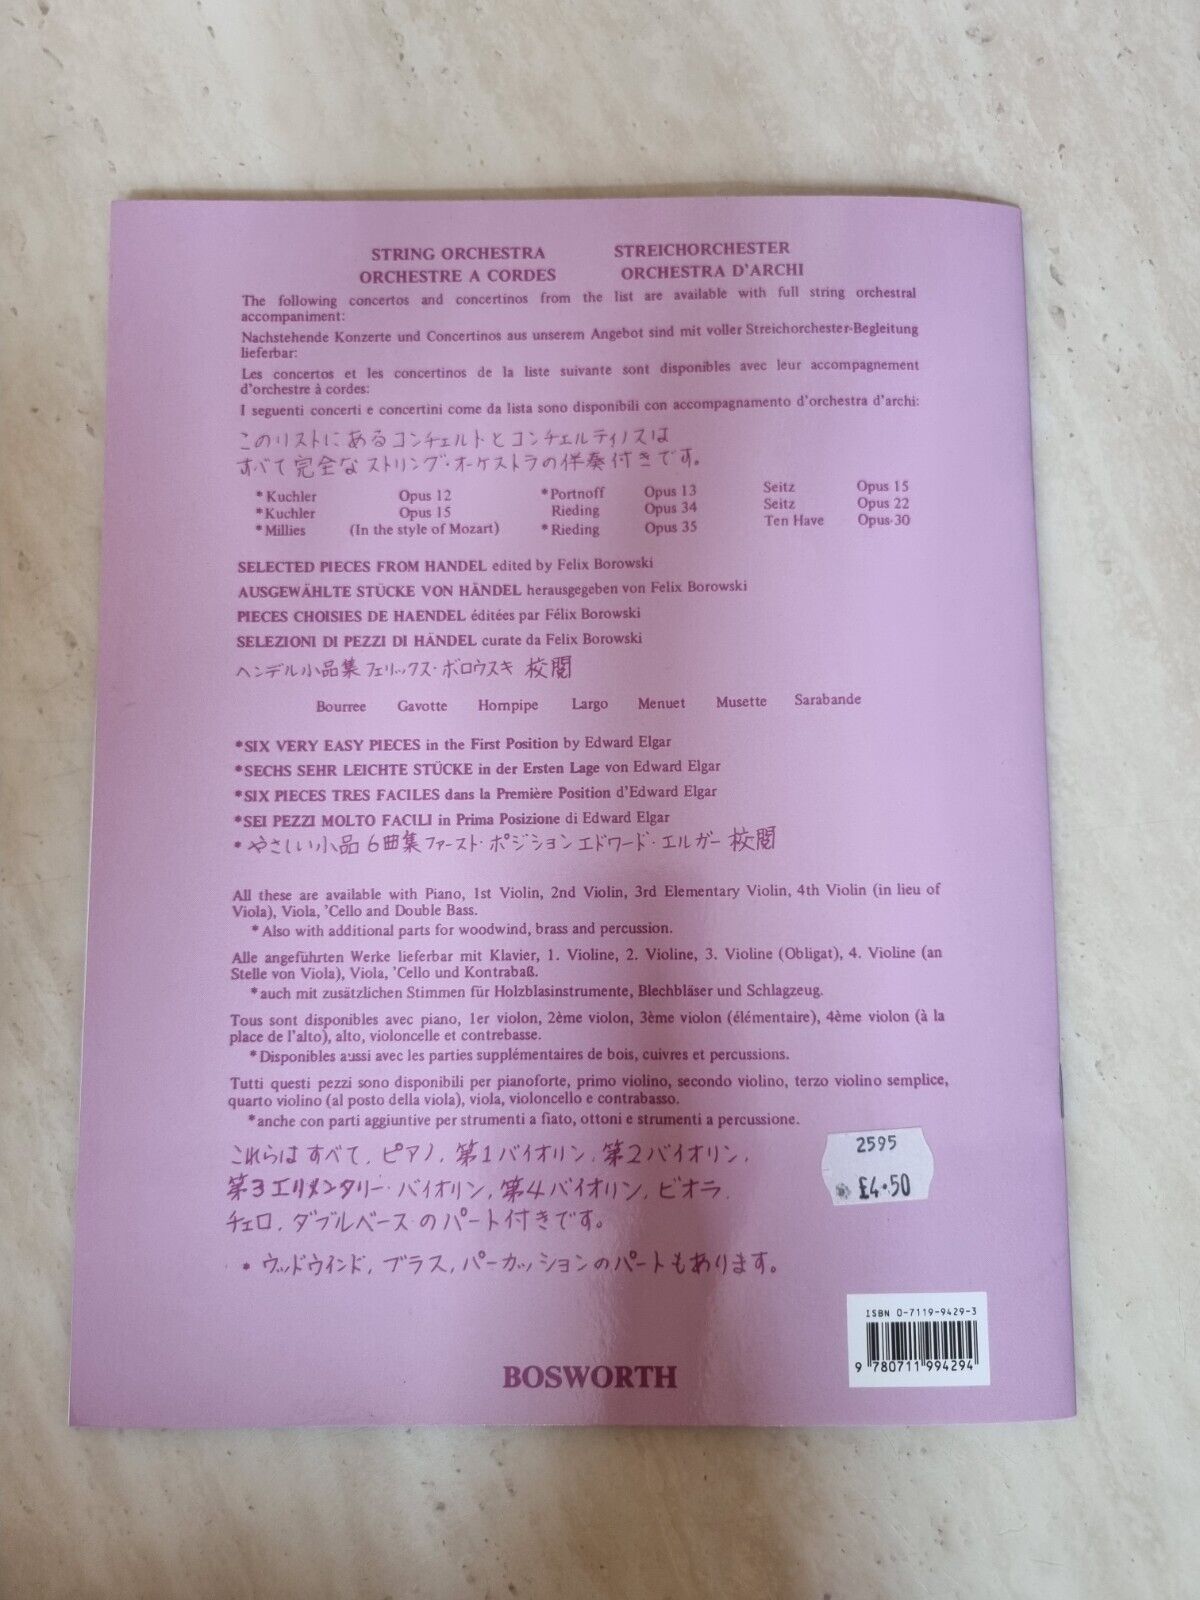 STRING ORCHESTRA STREICHORCHESTER
ORCHESTRE A CORDES ORCHESTRA D'ARCHI
The following concertos and concertinos from the list are available with full string orchestral
accompaniment:
Nachstehende Konzerte und Concertinos aus unserem Angebot sind mit voller Streichorchester-Begleitung
lieferbar:
Les concertos et les concertinos de la liste suivante sont disponibles avec leur accompagnement
d'orchestre à cordes:
I seguenti concerti e concertini come da lista sono disponibili con accompagnamento d'orchestra d'archi:
このリストにあるコンチェルトとコンチェルティノスは
すべて完全なストリング・オーケストラの伴奏付きです。
*Kuchler Opus 12 *Portnoff Opus 13 Seitz Opus 15
*Kuchler Opus 15 Rieding Opus 34 Seitz Opus 22
*Millies (In the style of Mozart) *Rieding Opus 35 Ten Have Opus 30
SELECTED PIECES FROM HANDEL edited by Felix Borowski
AUSGEWÄHLTE STÜCKE VON HÄNDEL herausgegeben von Felix Borowski
PIECES CHOISIES DE HAENDEL éditées par Félix Borowski
SELEZIONI DI PEZZI DI HÄNDEL curate da Felix Borowski
ヘンデル小品集フェリックス・ボロウスキ 校閲
Bourree Gavotte Hornpipe Largo Menuet Musette Sarabande
*SIX VERY EASY PIECES in the First Position by Edward Elgar
*SECHS SEHR LEICHTE STÜCKE in der Ersten Lage von Edward Elgar
*SIX PIECES TRES FACILES dans la Première Position d'Edward Elgar
*SEI PEZZI MOLTO FACILI in Prima Posizione di Edward Elgar
* やさしい小品6曲集ファースト・ポジションエドワード・エルガー 校閲
All these are available with Piano, 1st Violin, 2nd Violin, 3rd Elementary Violin, 4th Violin (in lieu of
Viola), Viola, 'Cello and Double Bass.
* Also with additional parts for woodwind, brass and percussion.
Alle angeführten Werke lieferbar mit Klavier, 1. Violine, 2. Violine, 3. Violine (Obligat), 4. Violine (an
Stelle von Viola), Viola, 'Cello und Kontrabaß.
*auch mit zusätzlichen Stimmen für Holzblasinstrumente, Blechbläser und Schlagzeug.
Tous sont disponibles avec piano, 1er violon, 2ème violon, 3ème violon (élémentaire), 4ème violon (à la
place de l'alto), alto, violoncelle et contrebasse.
*Disponibles aussi avec les parties supplémentaires de bois, cuivres et percussions.
Tutti questi pezzi sono disponibili per pianoforte, primo violino, secondo violino, terzo violino semplice,
quarto violino (al posto della viola), viola, violoncello e contrabasso.
*anche con parti aggiuntive per strumenti a fiato, ottoni e strumenti a percussione.
これらはすべて、ピアノ、第1バイオリン、第2バイオリン、
第3エリメンタリー・バイオリン、第4バイオリン、ビオラ、
チェロ、ダブルベースのパート付きです。
* ウッドウインド、ブラス、パーカッションのパートもあります。
2595
£4.50
ISBN 0-7119-9429-3
9 780711 994294
BOSWORTH